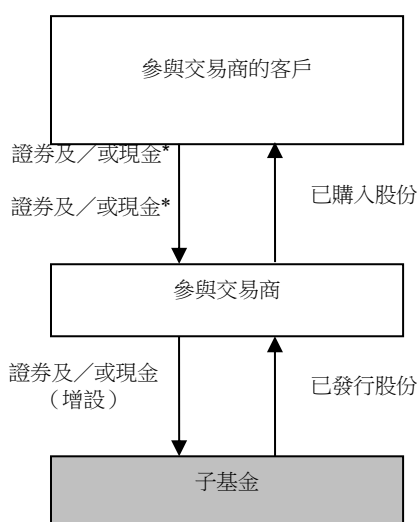 參與交易商的客戶
證券及／或現金*
證券及／或現金*
已購入股份
參與交易商
證券及／或現金
（增設）
已發行股份
子基金